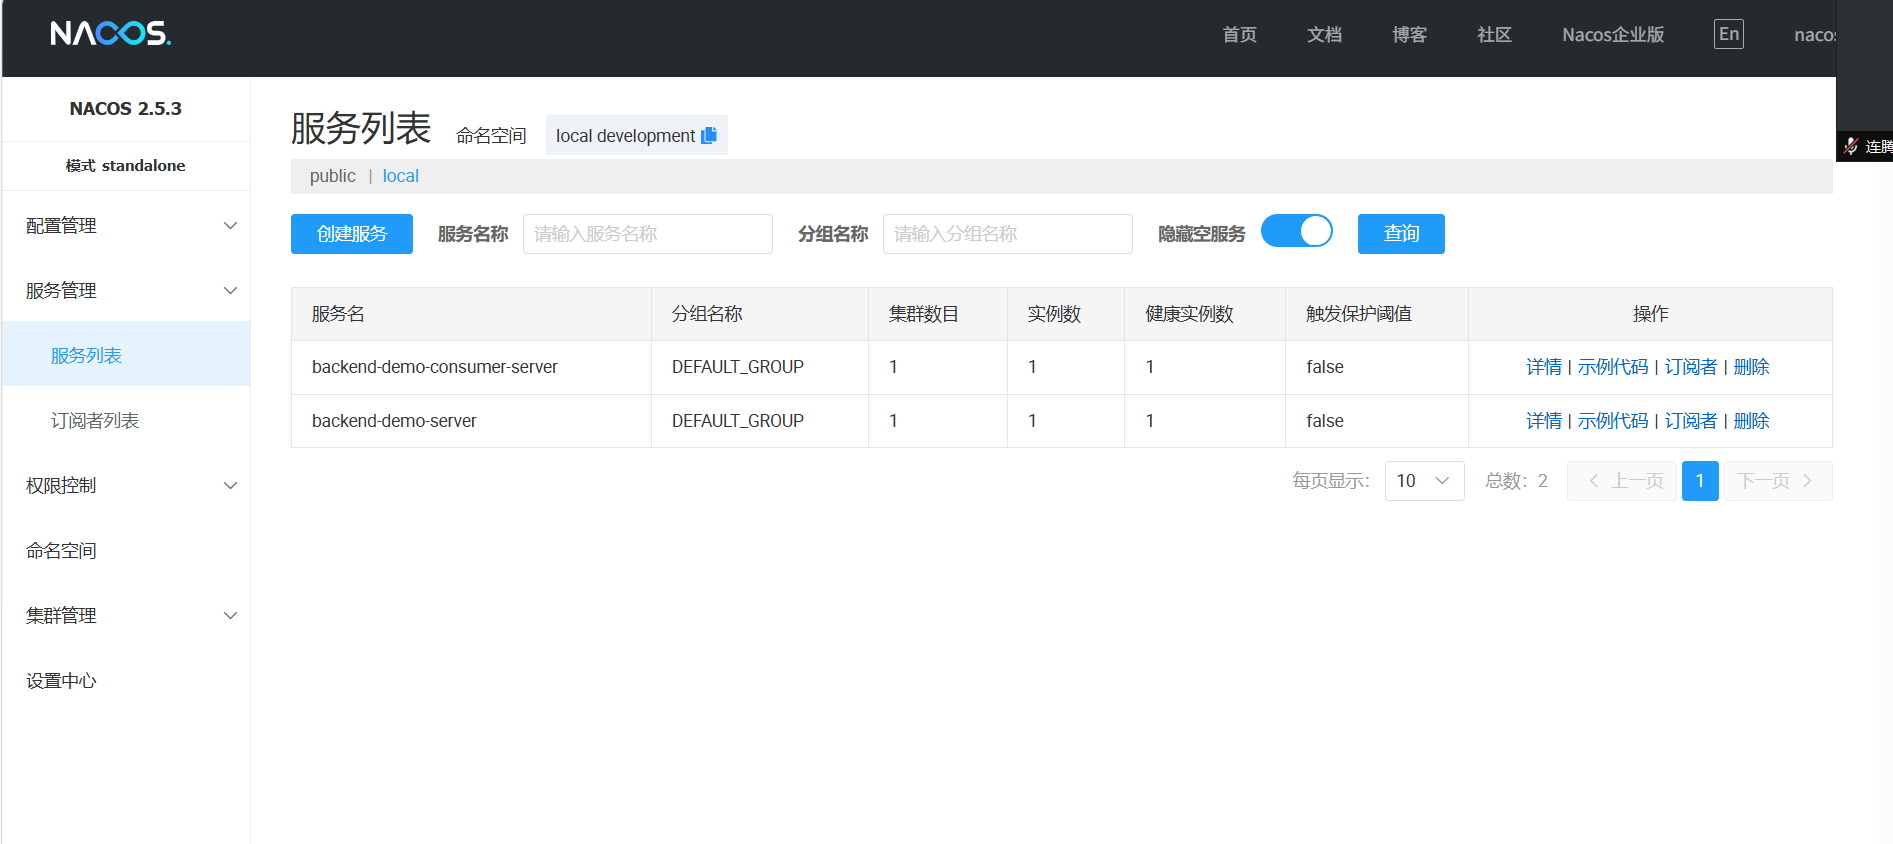 NACOS.
首页 文档 博客 社区 Nacos企业版 En nacos
NACOS 2.5.3
模式 standalone
配置管理
服务管理
服务列表
订阅者列表
权限控制
命名空间
集群管理
设置中心
服务列表 命名空间 local development
public | local
创建服务 服务名称 请输入服务名称 分组名称 请输入分组名称 隐藏空服务 查询
服务名 分组名称 集群数目 实例数 健康实例数 触发保护阈值 操作
backend-demo-consumer-server DEFAULT_GROUP 1 1 1 false 详情 | 示例代码 | 订阅者 | 删除
backend-demo-server DEFAULT_GROUP 1 1 1 false 详情 | 示例代码 | 订阅者 | 删除
每页显示: 10 总数: 2 上一页 1 下一页
连腾